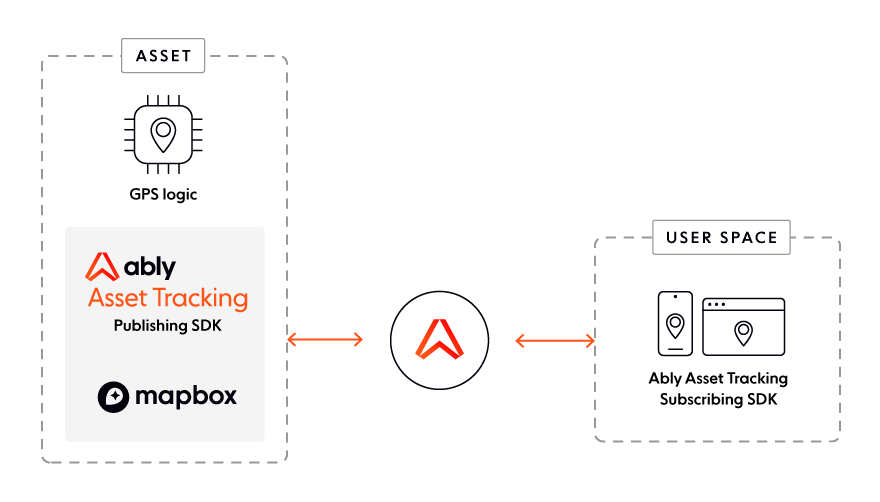 ASSET
GPS logic
ably
Asset Tracking
Publishing SDK
mapbox
USER SPACE
Ably Asset Tracking
Subscribing SDK